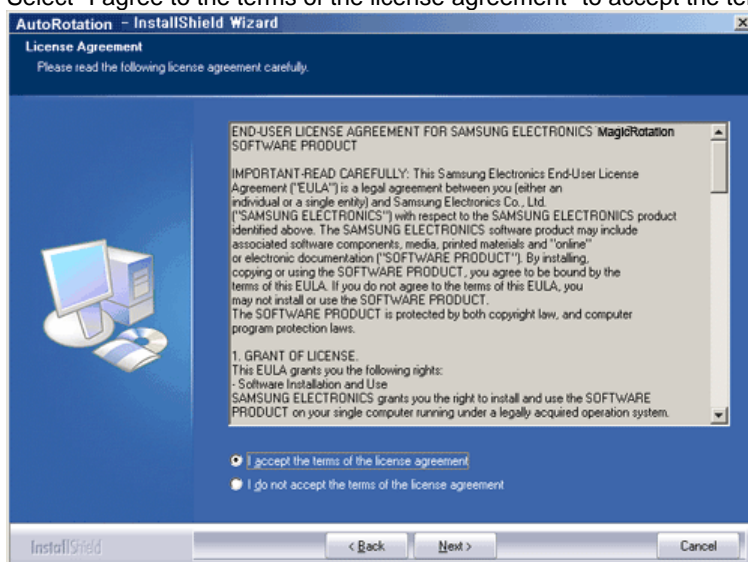 Select "I agree to the terms of the license agreement" to accept the te
AutoRotation - InstallShield Wizard
License Agreement
Please read the following license agreement carefully.
END-USER LICENSE AGREEMENT FOR SAMSUNG ELECTRONICS MagicRotation
SOFTWARE PRODUCT
IMPORTANT-READ CAREFULLY: This Samsung Electronics End-User License
Agreement ("EULA") is a legal agreement between you (either an
individual or a single entity) and Samsung Electronics Co., Ltd.
("SAMSUNG ELECTRONICS") with respect to the SAMSUNG ELECTRONICS product
identified above. The SAMSUNG ELECTRONICS software product may include
associated software components, media, printed materials and "online"
or electronic documentation ("SOFTWARE PRODUCT"). By installing,
copying or using the SOFTWARE PRODUCT, you agree to be bound by the
terms of this EULA. If you do not agree to the terms of this EULA, you
may not install or use the SOFTWARE PRODUCT.
The SOFTWARE PRODUCT is protected by both copyright law, and computer
program protection laws.
1. GRANT OF LICENSE.
This EULA grants you the following rights:
- Software Installation and Use
SAMSUNG ELECTRONICS grants you the right to install and use the SOFTWARE
PRODUCT on your single computer running under a legally acquired operation system.
I accept the terms of the license agreement
I do not accept the terms of the license agreement
InstallShield
< Back
Next >
Cancel